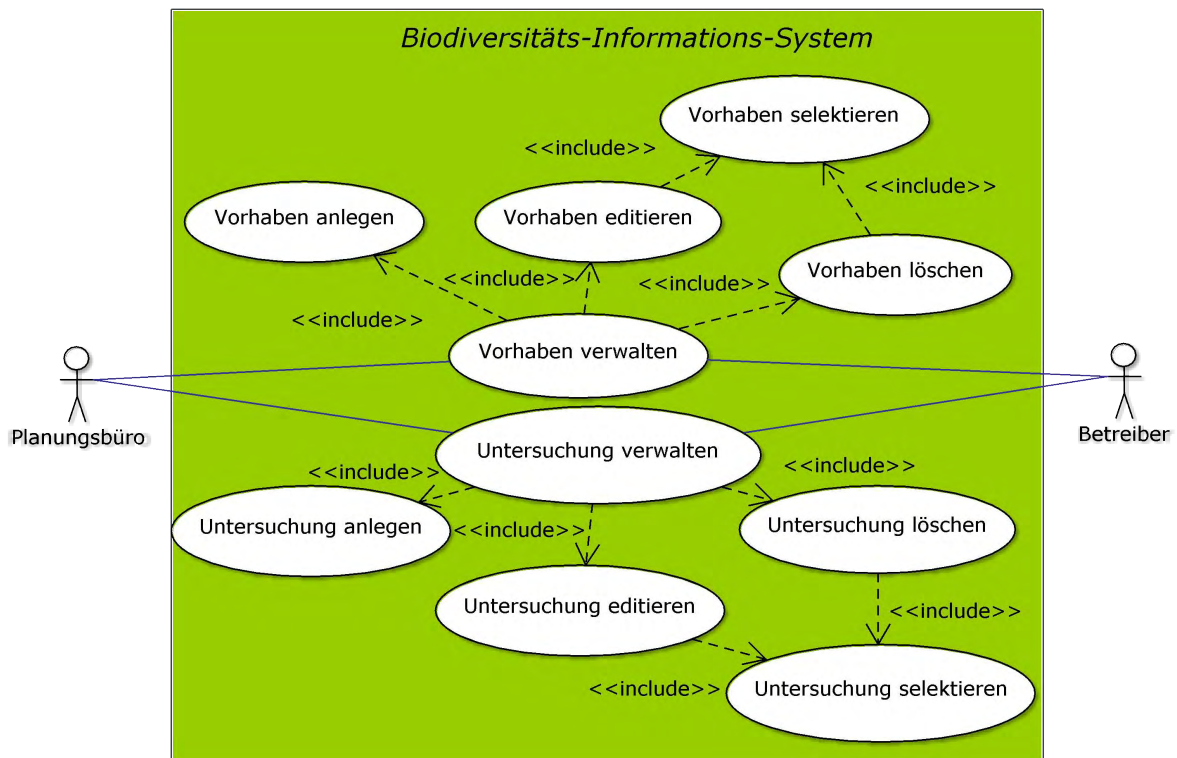 Biodiversitäts-Informations-System
Vorhaben selektieren
<<include>>
<<include>>
Vorhaben anlegen
Vorhaben editieren
Vorhaben löschen
<<include>>
<<include>>
<<include>>
Vorhaben verwalten
Planungsbüro
Betreiber
Untersuchung verwalten
<<include>>
<<include>>
Untersuchung anlegen
<<include>>
Untersuchung löschen
Untersuchung editieren
<<include>>
<<include>>
Untersuchung selektieren